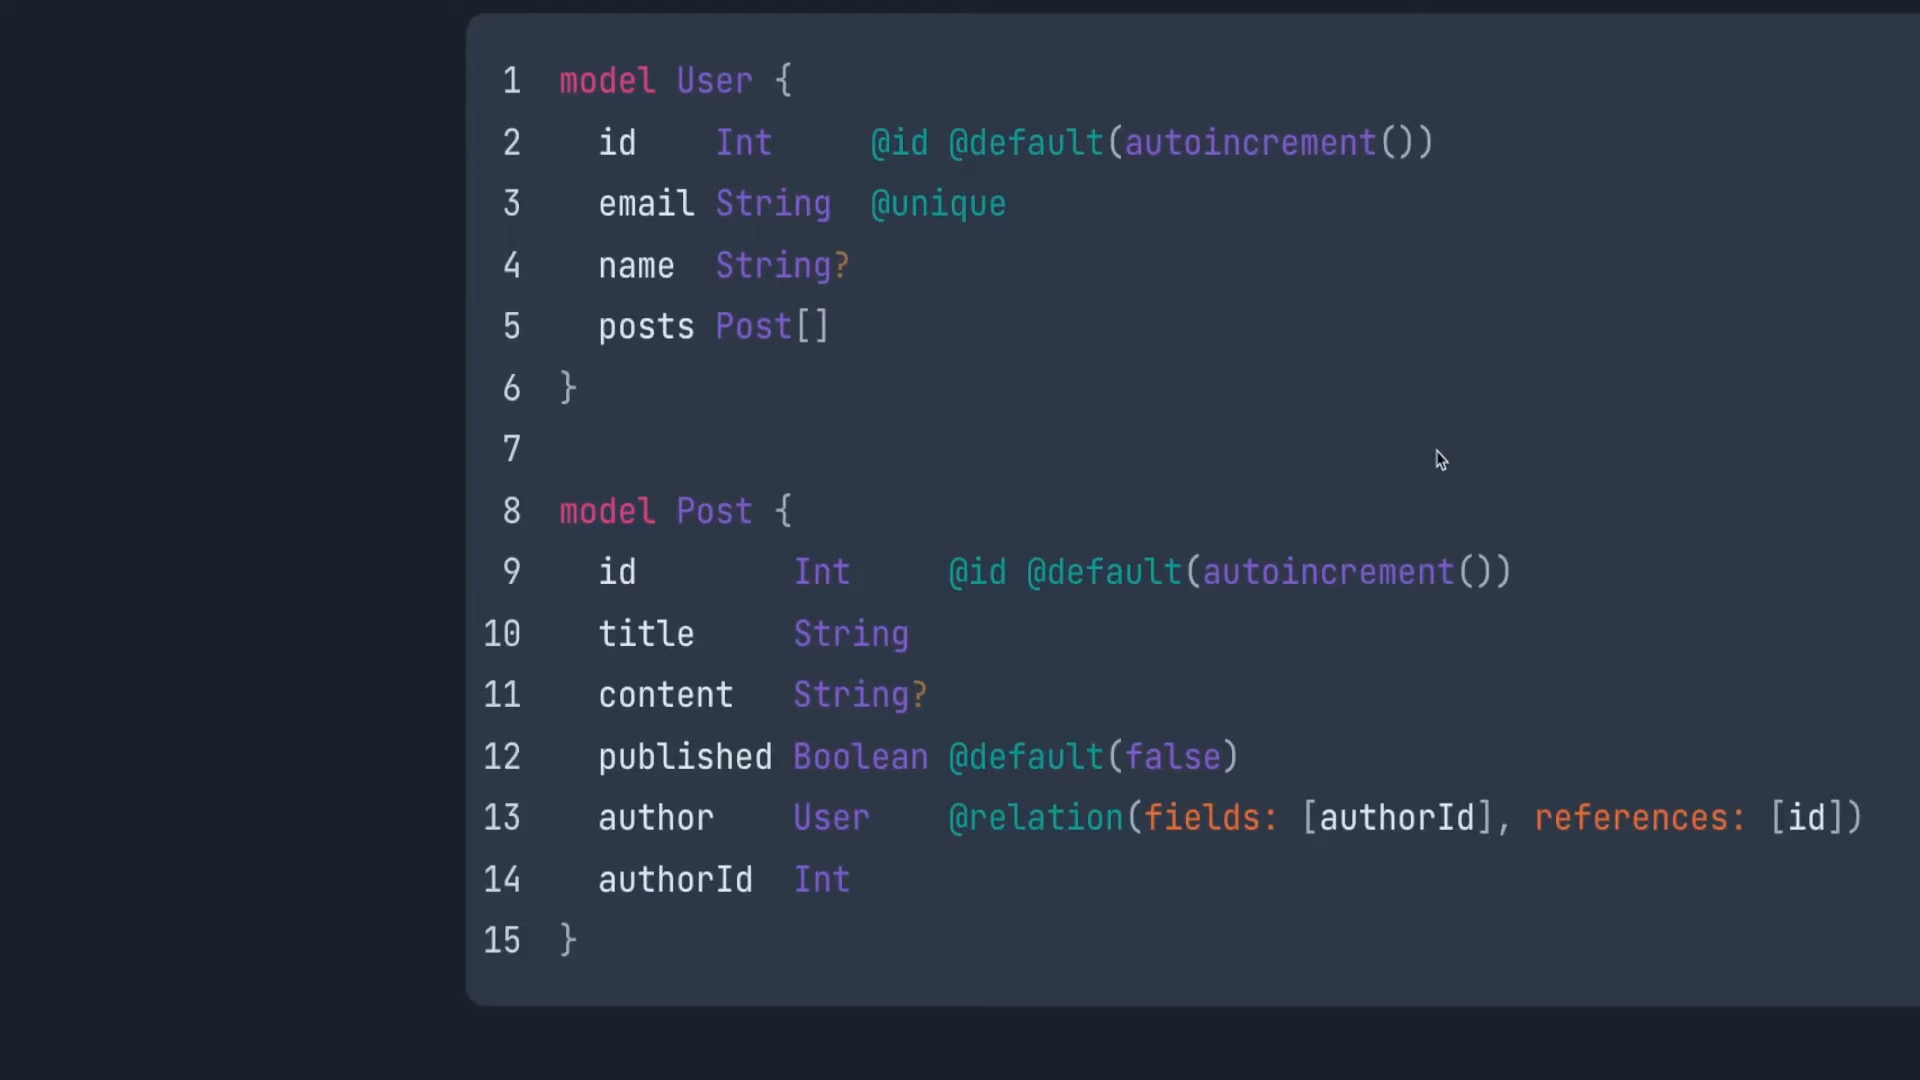 1 model User {
2 id Int @id @default(autoincrement())
3 email String @unique
4 name String?
5 posts Post[]
6 }
7
8 model Post {
9 id Int @id @default(autoincrement())
10 title String
11 content String?
12 published Boolean @default(false)
13 author User @relation(fields: [authorId], references: [id])
14 authorId Int
15 }